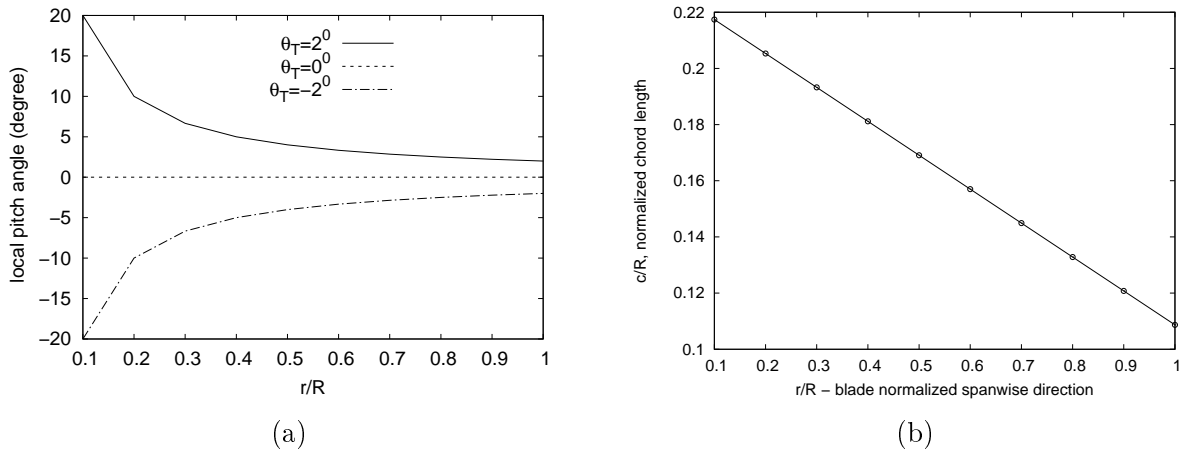 20
15
10
5
0
−5
−10
−15
−20
local pitch angle (degree)
θT=2⁰
θT=0⁰
θT=−2⁰
0.1 0.2 0.3 0.4 0.5 0.6 0.7 0.8 0.9 1
r/R
(a)
0.22
0.2
0.18
0.16
0.14
0.12
0.1
c/R, normalized chord length
0.1 0.2 0.3 0.4 0.5 0.6 0.7 0.8 0.9 1
r/R − blade normalized spanwise direction
(b)